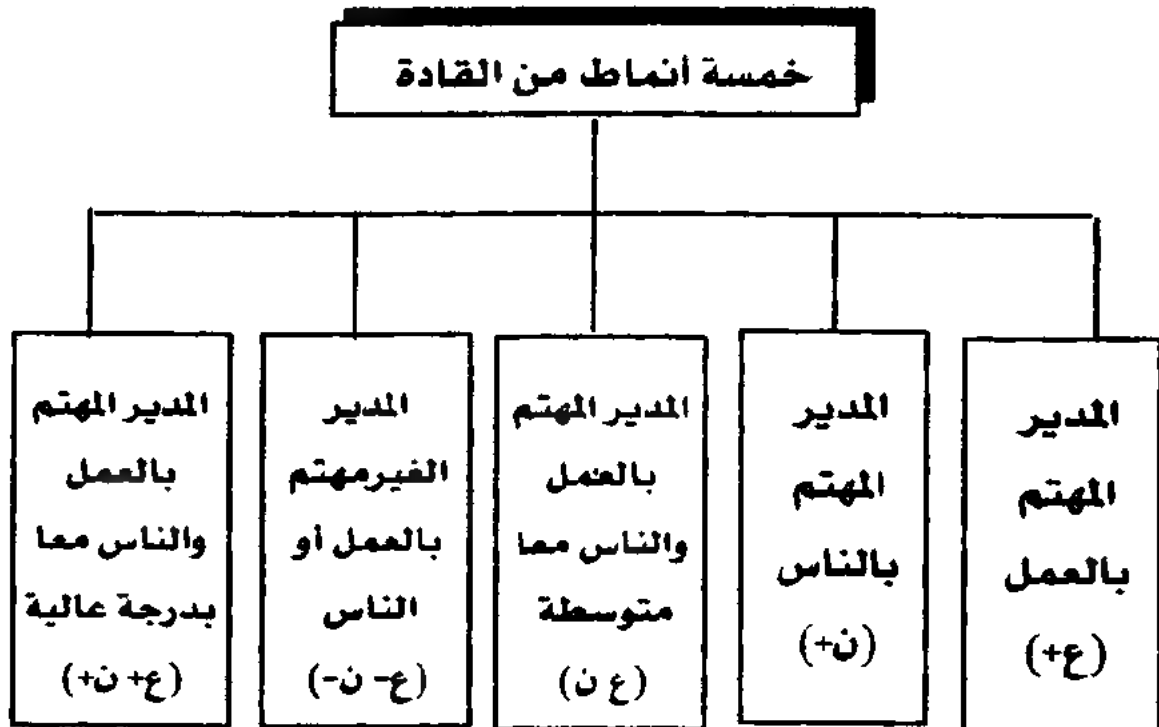 خمسة أنماط من القادة
المدير
المهتم
بالعمل
(ع+)
المدير
المهتم
بالناس
(ن+)
المدير المهتم
بالعمل
والناس معا
متوسطة
(ع ن)
المدير
الغيرمهتم
بالعمل أو
الناس
(ع- ن-)
المدير المهتم
بالعمل
والناس معا
بدرجة عالية
(ع+ ن+)